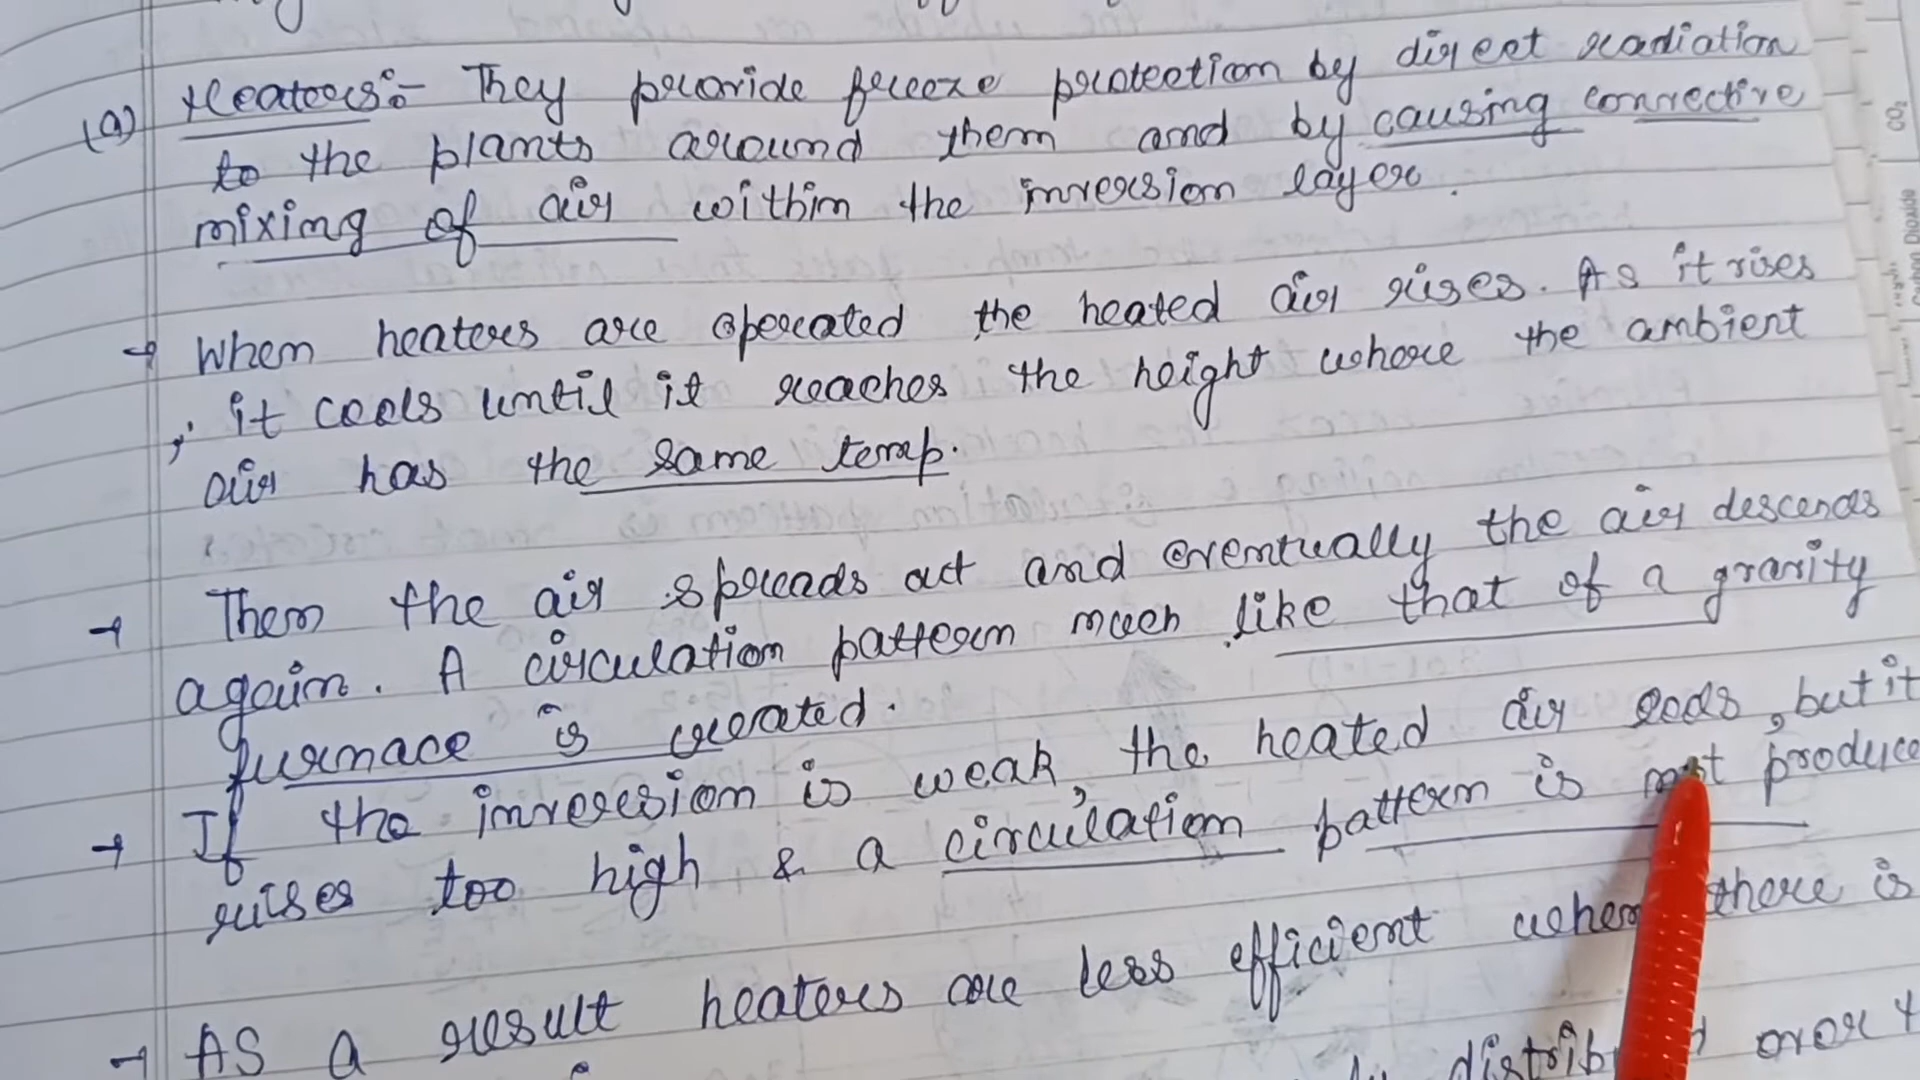 (a) Heaters:- They provide freeze protection by direct radiation
to the plants around them and by causing convective
mixing of air within the inversion layer.
→ When heaters are operated, the heated air rises. As it rises
it cools until it reaches the height where the ambient
air has the same temp.
→ Then the air spreads out and eventually the air descends
again. A circulation pattern much like that of a gravity
furnace is created.
→ If the inversion is weak, the heated air cools, but it
rises too high & a circulation pattern is not produce
→ AS a result heaters are less efficient when there is
over
CO2
Carbon Dioxide